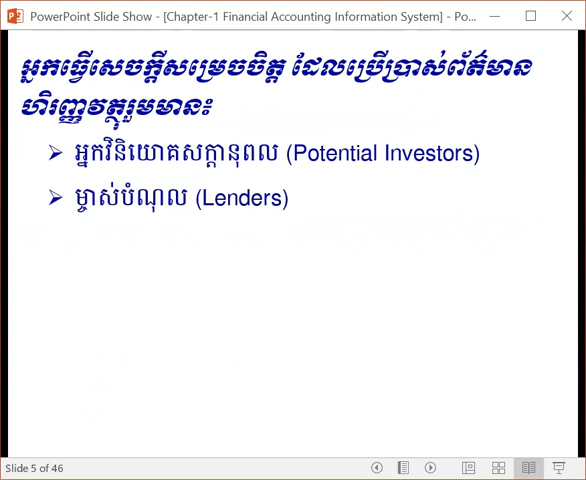 PowerPoint Slide Show - [Chapter-1 Financial Accounting Information System] - Po...
អ្នកធ្វើសេចក្តីសម្រេចចិត្ត ដែលប្រើប្រាស់ព័ត៌មាន
ហិរញ្ញវត្ថុរួមមាន៖
អ្នកវិនិយោគសក្តានុពល (Potential Investors)
ម្ចាស់បំណុល (Lenders)
Slide 5 of 46